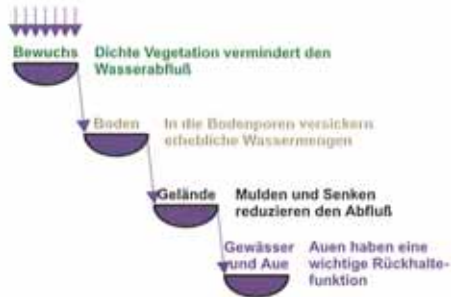 Bewuchs Dichte Vegetation vermindert den
Wasserabfluß
Boden In die Bodenporen versickern
erhebliche Wassermengen
Gelände Mulden und Senken
reduzieren den Abfluß
Gewässer Auen haben eine
und Aue wichtige Rückhalte-
funktion